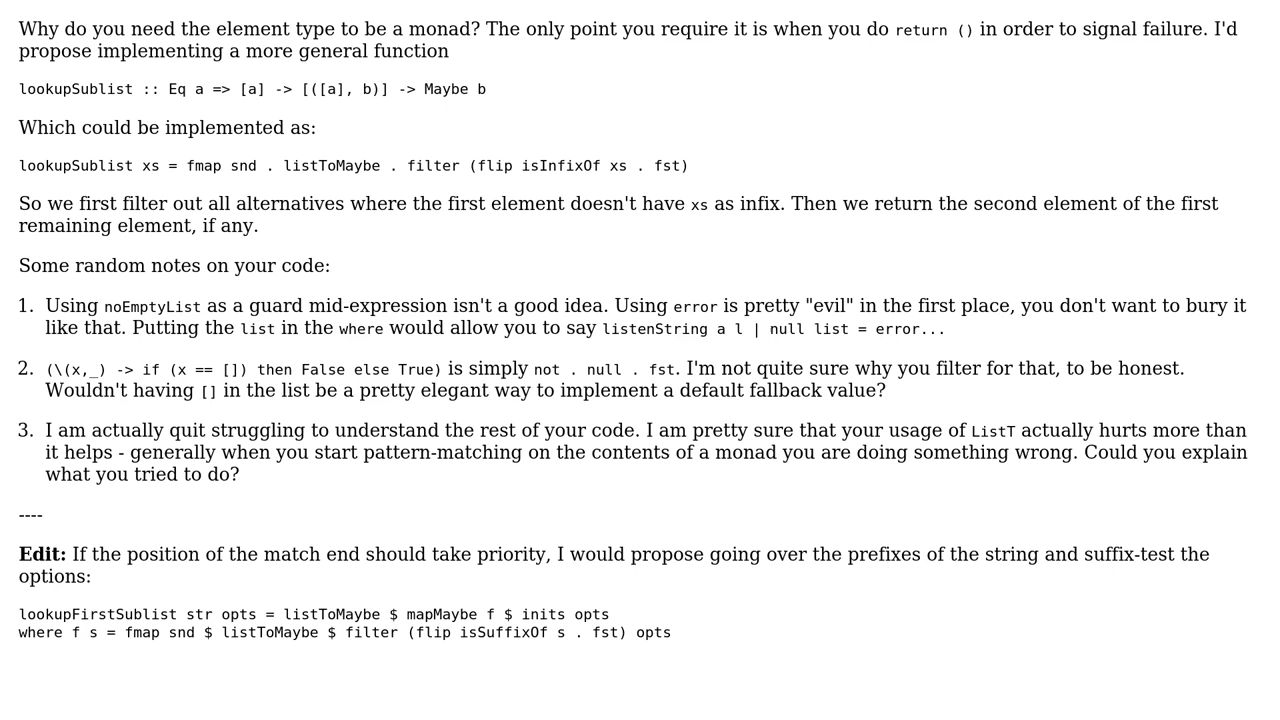 Why do you need the element type to be a monad? The only point you require it is when you do return () in order to signal failure. I'd
propose implementing a more general function
lookupSublist :: Eq a => [a] -> [([a], b)] -> Maybe b
Which could be implemented as:
lookupSublist xs = fmap snd . listToMaybe . filter (flip isInfixOf xs . fst)
So we first filter out all alternatives where the first element doesn't have xs as infix. Then we return the second element of the first
remaining element, if any.
Some random notes on your code:
1. Using noEmptyList as a guard mid-expression isn't a good idea. Using error is pretty "evil" in the first place, you don't want to bury it
like that. Putting the list in the where would allow you to say listenString a l | null list = error...
2. (\(x,_) -> if (x == []) then False else True) is simply not . null . fst. I'm not quite sure why you filter for that, to be honest.
Wouldn't having [] in the list be a pretty elegant way to implement a default fallback value?
3. I am actually quit struggling to understand the rest of your code. I am pretty sure that your usage of ListT actually hurts more than
it helps - generally when you start pattern-matching on the contents of a monad you are doing something wrong. Could you explain
what you tried to do?
----
Edit: If the position of the match end should take priority, I would propose going over the prefixes of the string and suffix-test the
options:
lookupFirstSublist str opts = listToMaybe $ mapMaybe f $ inits opts
where f s = fmap snd $ listToMaybe $ filter (flip isSuffixOf s . fst) opts